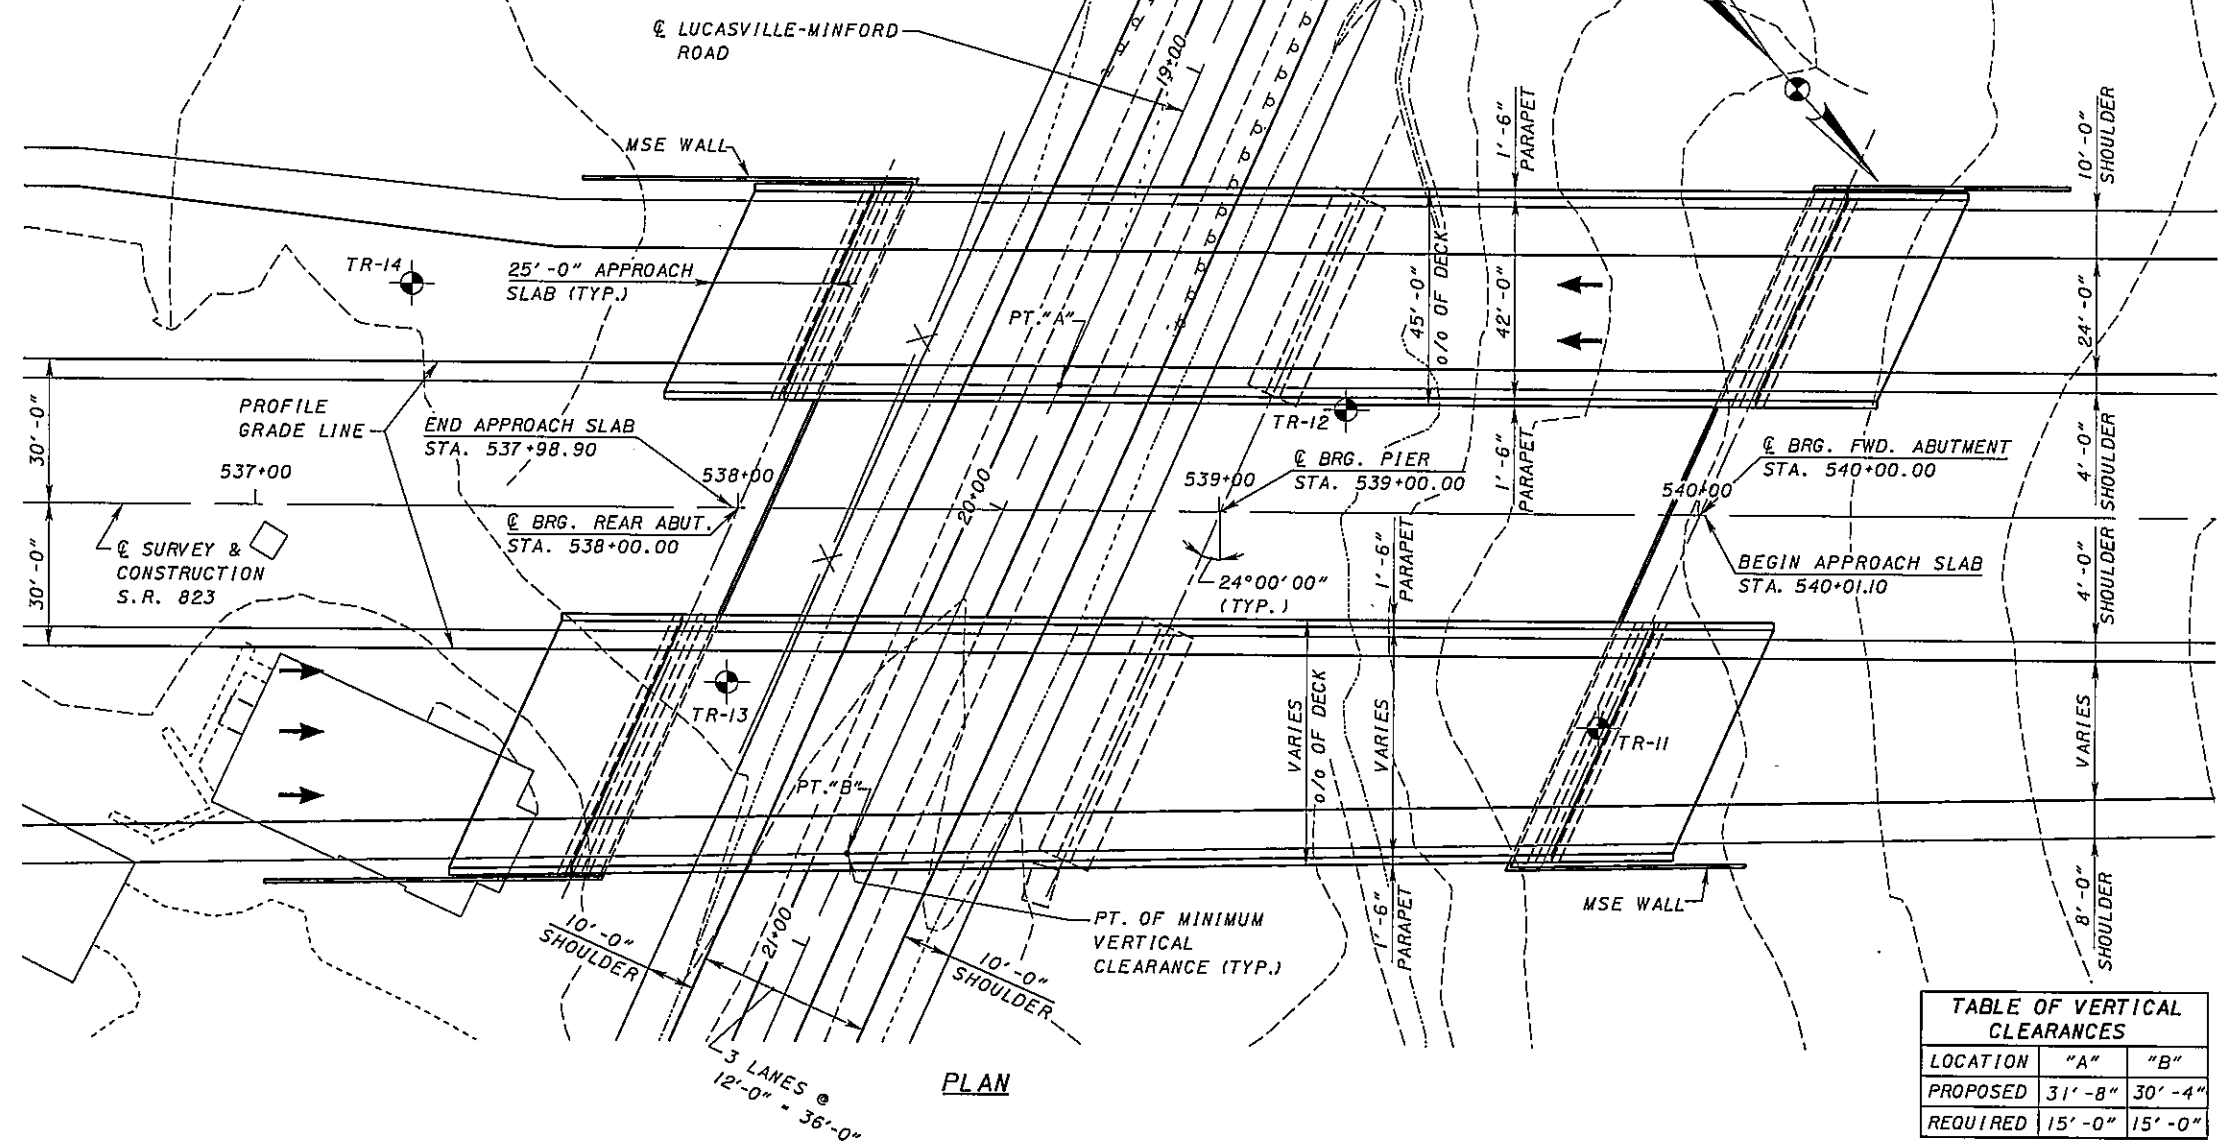 ℄ LUCASVILLE-MINFORD
ROAD
19+00
MSE WALL
1'-6"
PARAPET
10'-0"
SHOULDER
TR-14
25'-0" APPROACH
SLAB (TYP.)
PT."A"
45'-0"
o/o OF DECK
42'-0"
24'-0"
30'-0"
PROFILE
GRADE LINE
END APPROACH SLAB
STA. 537+98.90
TR-12
℄ BRG. PIER
STA. 539+00.00
1'-6"
PARAPET
℄ BRG. FWD. ABUTMENT
STA. 540+00.00
4'-0"
SHOULDER
537+00
538+00
20+00
539+00
540+00
℄ BRG. REAR ABUT.
STA. 538+00.00
30'-0"
℄ SURVEY &
CONSTRUCTION
S.R. 823
24°00'00"
(TYP.)
1'-6"
PARAPET
BEGIN APPROACH SLAB
STA. 540+01.10
4'-0"
SHOULDER
TR-13
VARIES
o/o OF DECK
VARIES
TR-11
VARIES
PT."B"
MSE WALL
8'-0"
SHOULDER
10'-0"
SHOULDER
21+00
10'-0"
SHOULDER
PT. OF MINIMUM
VERTICAL
CLEARANCE (TYP.)
1'-6"
PARAPET
3 LANES @
12'-0" = 36'-0"
PLAN
TABLE OF VERTICAL
CLEARANCES
LOCATION "A" "B"
PROPOSED 31'-8" 30'-4"
REQUIRED 15'-0" 15'-0"